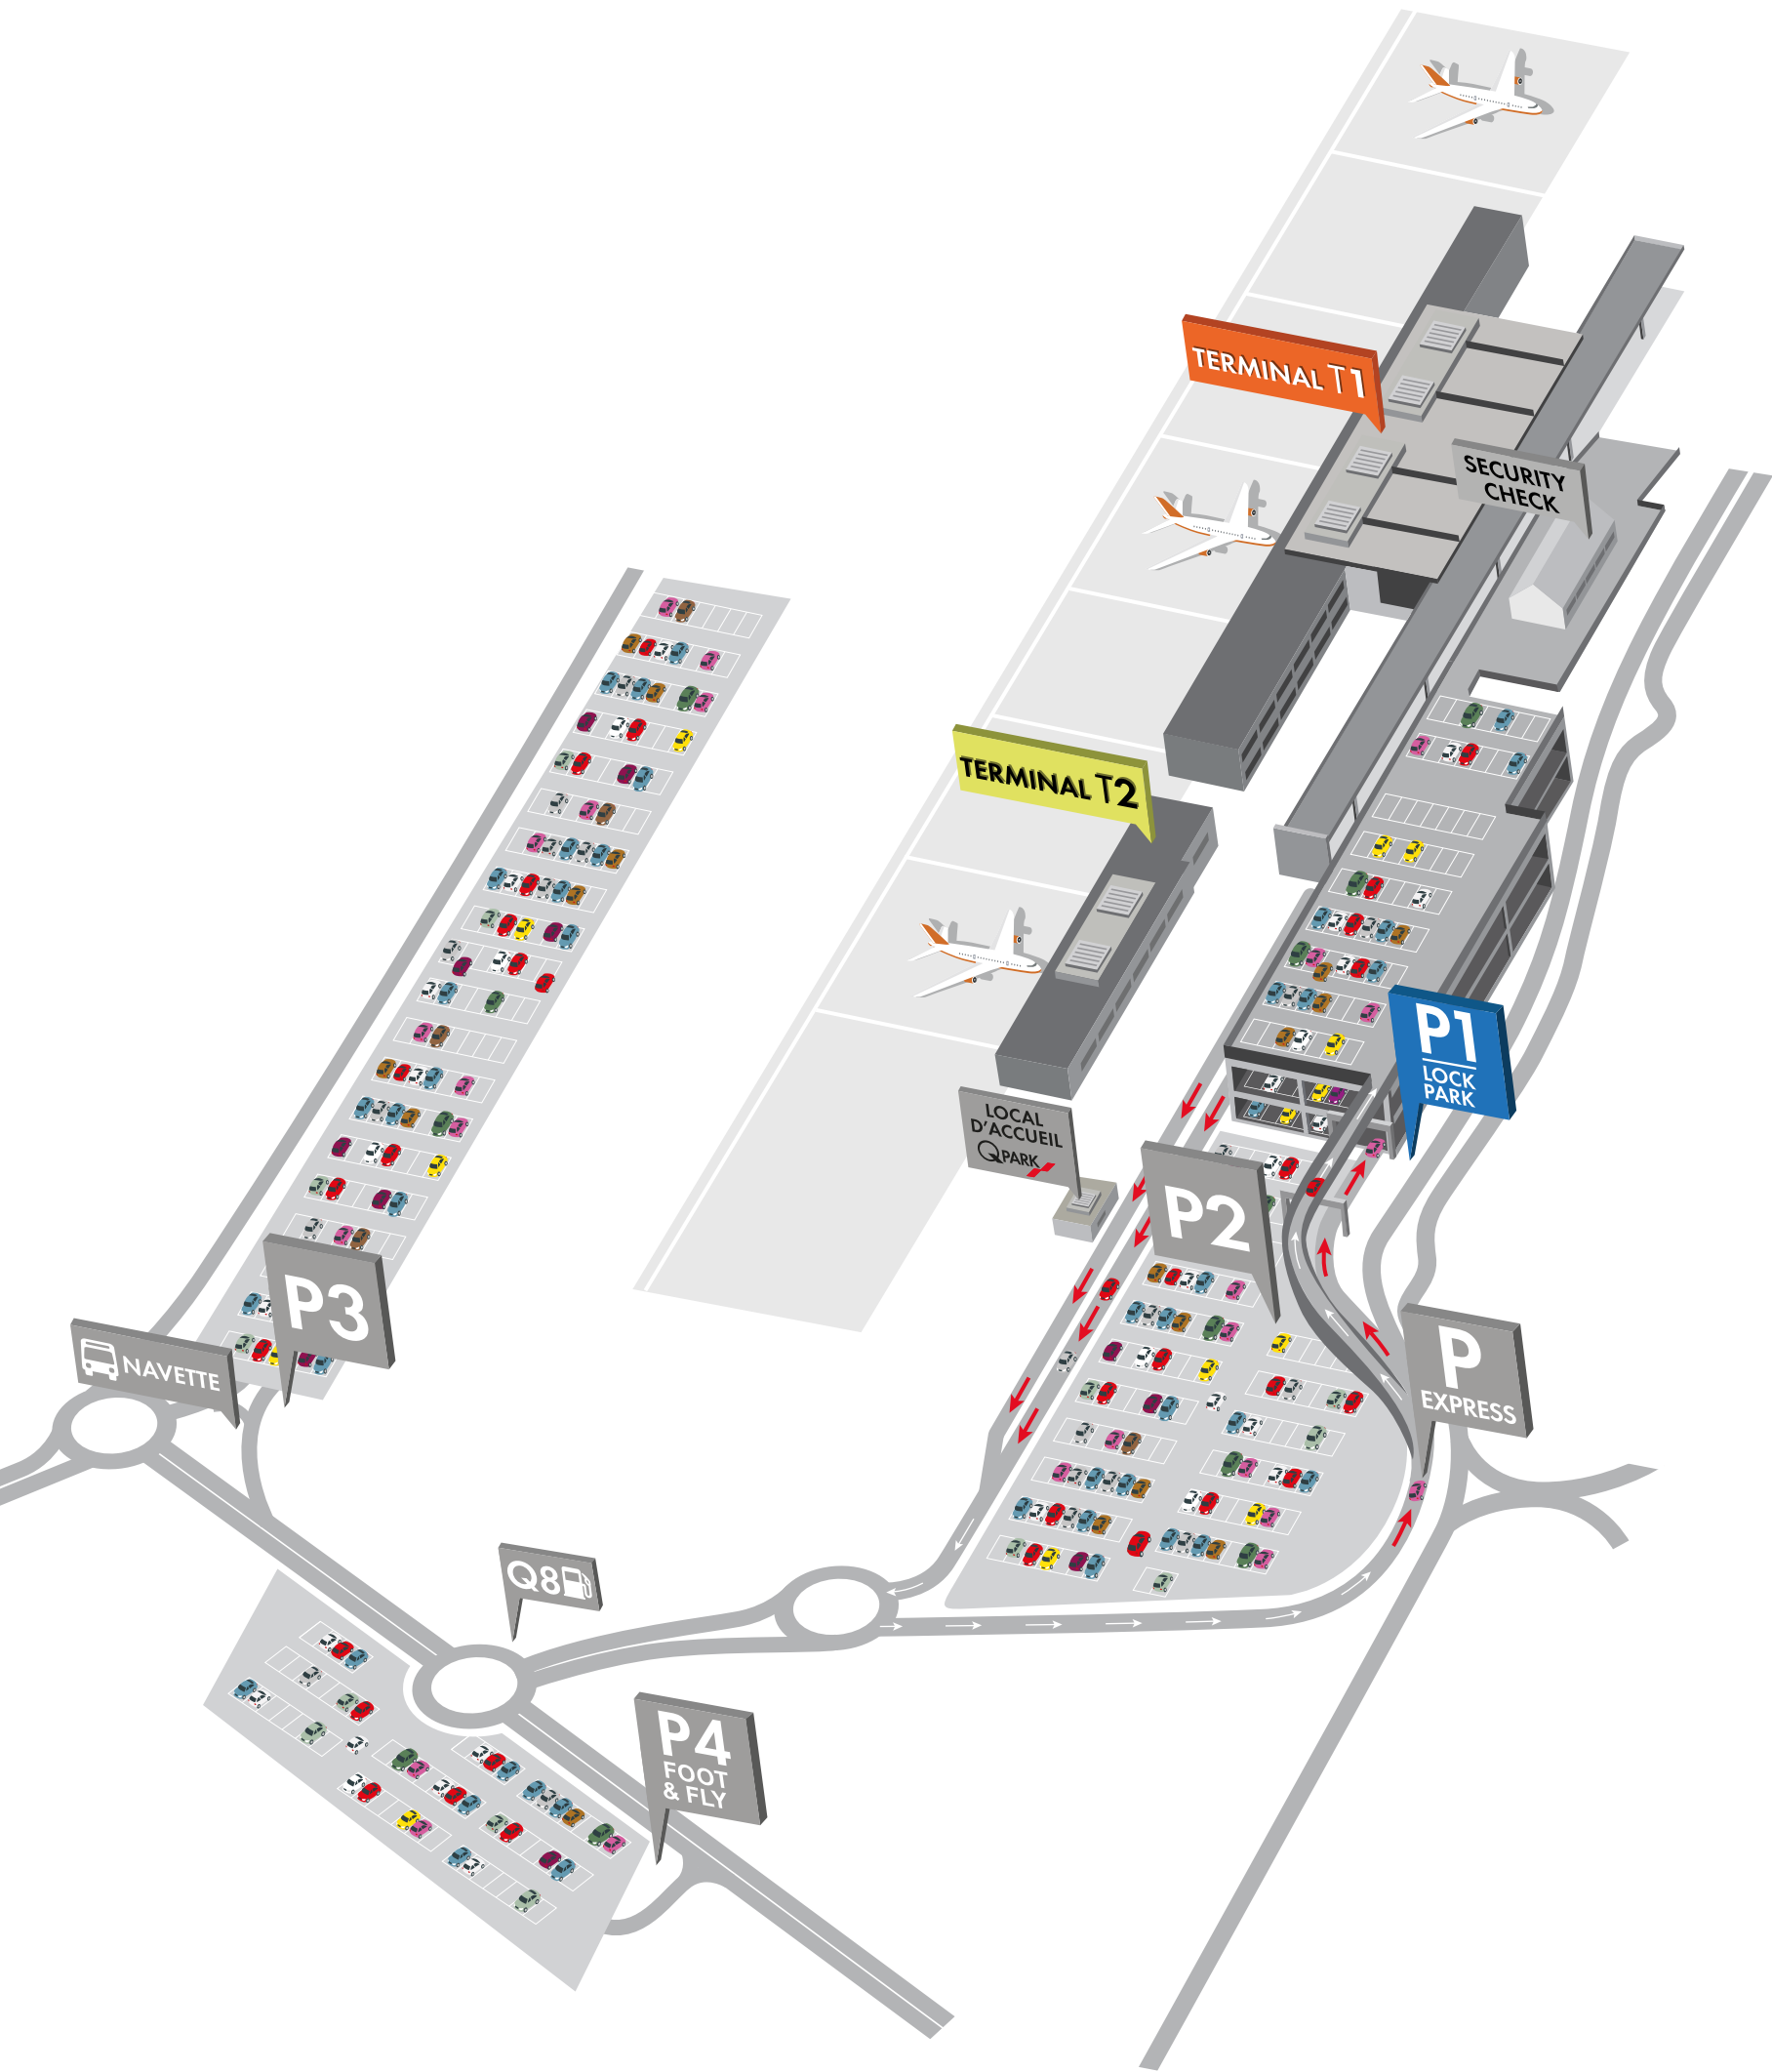 TERMINAL T1
SECURITY
CHECK
TERMINAL T2
P1
LOCK
PARK
LOCAL
D'ACCUEIL
QPARK
P2
P3
NAVETTE
P
EXPRESS
Q8
P4
FOOT
& FLY